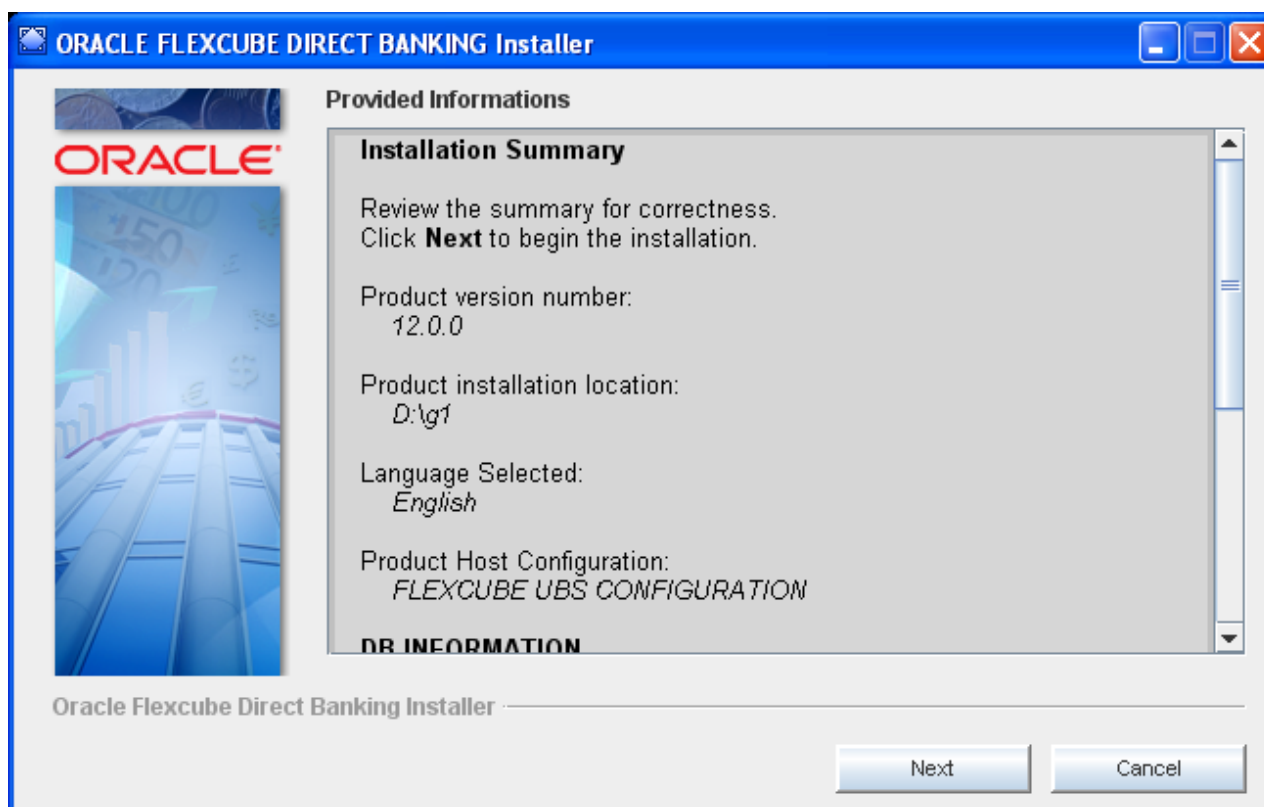 ORACLE FLEXCUBE DIRECT BANKING Installer
Provided Informations
ORACLE
Installation Summary
Review the summary for correctness.
Click Next to begin the installation.
Product version number:
12.0.0
Product installation location:
D:\g1
Language Selected:
English
Product Host Configuration:
FLEXCUBE UBS CONFIGURATION
DB INFORMATION
Oracle Flexcube Direct Banking Installer
Next
Cancel